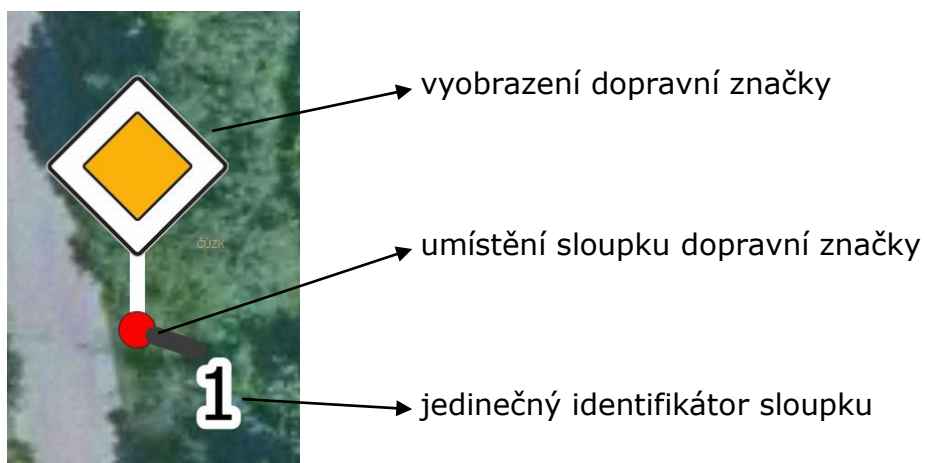 vyobrazení dopravní značky
ČÚZK
umístění sloupku dopravní značky
1
jedinečný identifikátor sloupku